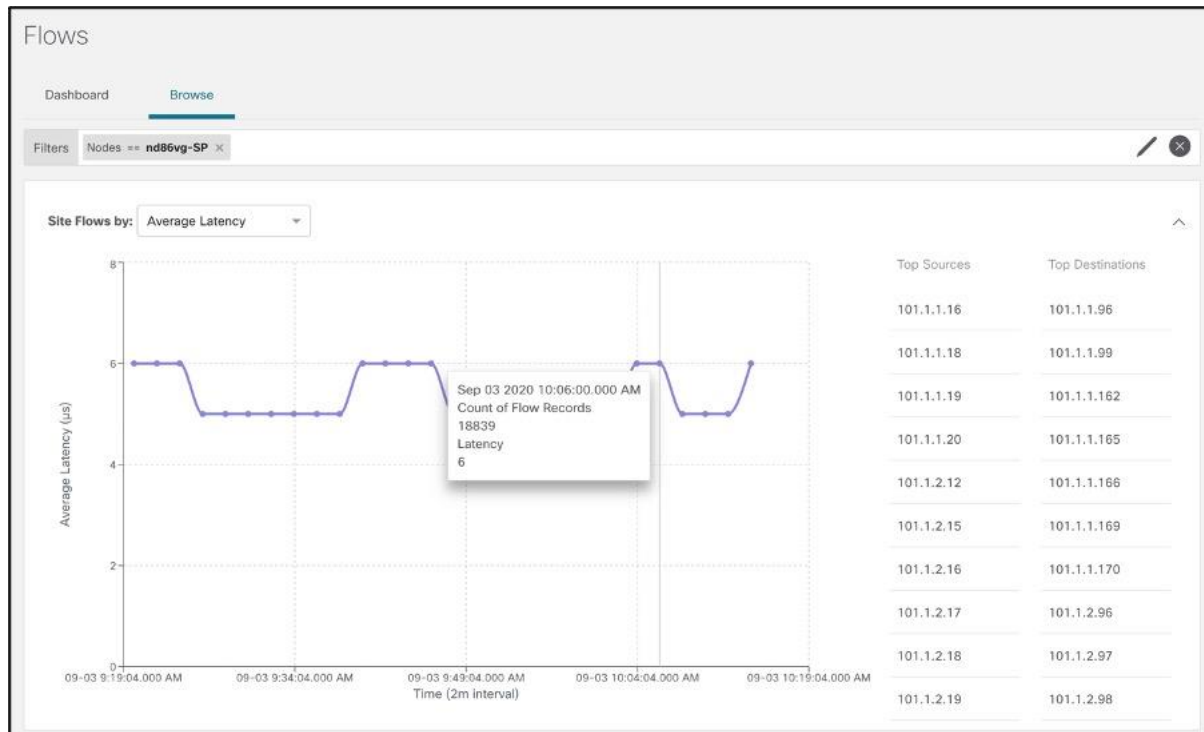 Flows
Dashboard Browse
Filters Nodes == nd86vg-SP ×
Site Flows by: Average Latency
Top Sources Top Destinations
101.1.1.16 101.1.1.96
101.1.1.18 101.1.1.99
101.1.1.19 101.1.1.162
101.1.1.20 101.1.1.165
101.1.2.12 101.1.1.166
101.1.2.15 101.1.1.169
101.1.2.16 101.1.1.170
101.1.2.17 101.1.2.96
101.1.2.18 101.1.2.97
101.1.2.19 101.1.2.98
Average Latency (µs)
8
6
4
2
0
Sep 03 2020 10:06:00.000 AM
Count of Flow Records
18839
Latency
6
09-03 9:19:04.000 AM 09-03 9:34:04.000 AM 09-03 9:49:04.000 AM 09-03 10:04:04.000 AM 09-03 10:19:04.000 AM
Time (2m interval)